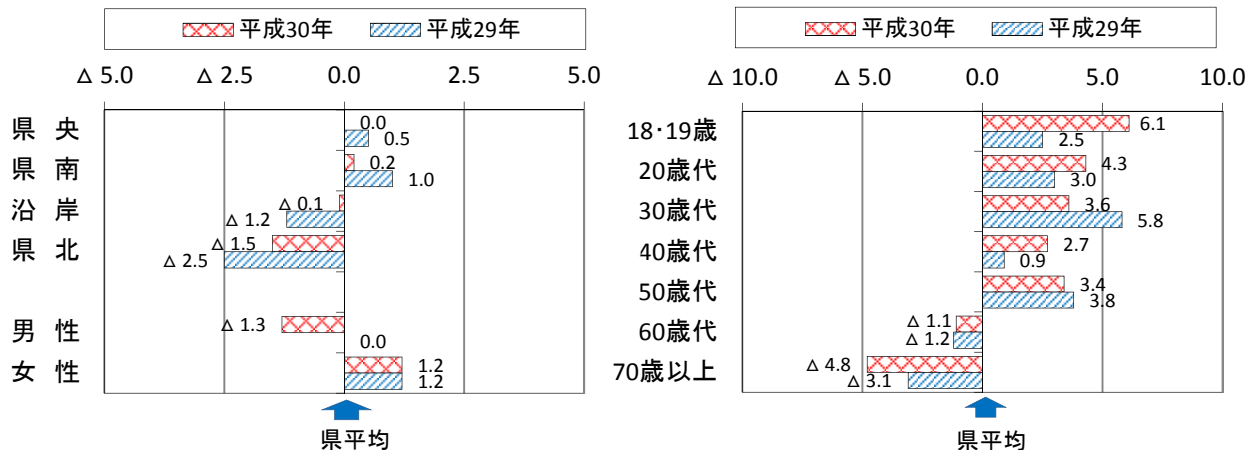 平成30年 平成29年
△ 5.0 △ 2.5 0.0 2.5 5.0
県 央 0.0
0.5
県 南 0.2
1.0
沿 岸 △ 0.1
△ 1.2
県 北 △ 1.5
△ 2.5
男 性 △ 1.3
0.0
女 性 1.2
1.2
県平均
平成30年 平成29年
△ 10.0 △ 5.0 0.0 5.0 10.0
18・19歳 6.1
2.5
20歳代 4.3
3.0
30歳代 3.6
5.8
40歳代 2.7
0.9
50歳代 3.4
3.8
60歳代 △ 1.1
△ 1.2
70歳以上 △ 4.8
△ 3.1
県平均